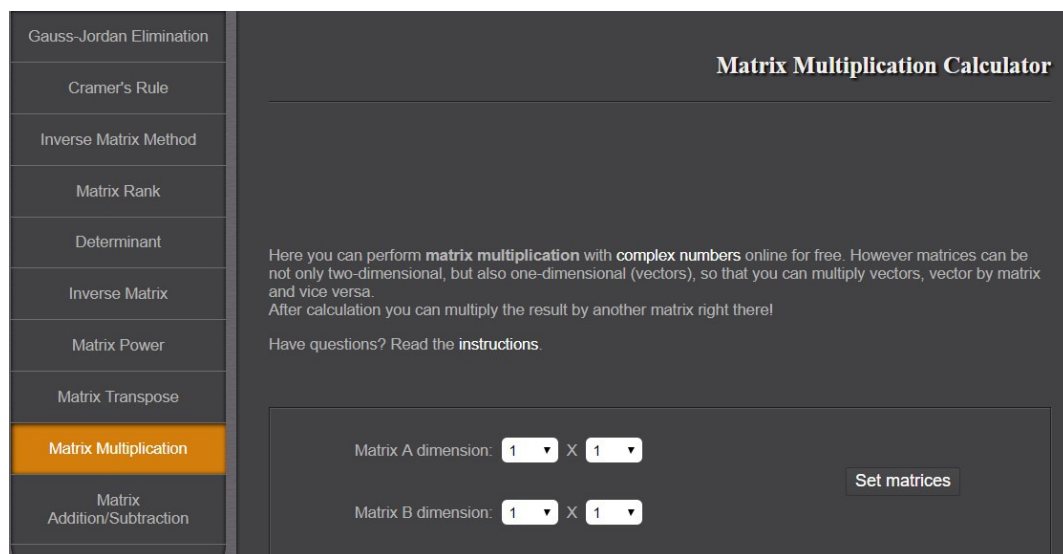 Gauss-Jordan Elimination
Cramer's Rule
Inverse Matrix Method
Matrix Rank
Determinant
Inverse Matrix
Matrix Power
Matrix Transpose
Matrix Multiplication
Matrix
Addition/Subtraction
Matrix Multiplication Calculator
Here you can perform matrix multiplication with complex numbers online for free. However matrices can be
not only two-dimensional, but also one-dimensional (vectors), so that you can multiply vectors, vector by matrix
and vice versa.
After calculation you can multiply the result by another matrix right there!
Have questions? Read the instructions.
Matrix A dimension: 1 X 1
Set matrices
Matrix B dimension: 1 X 1